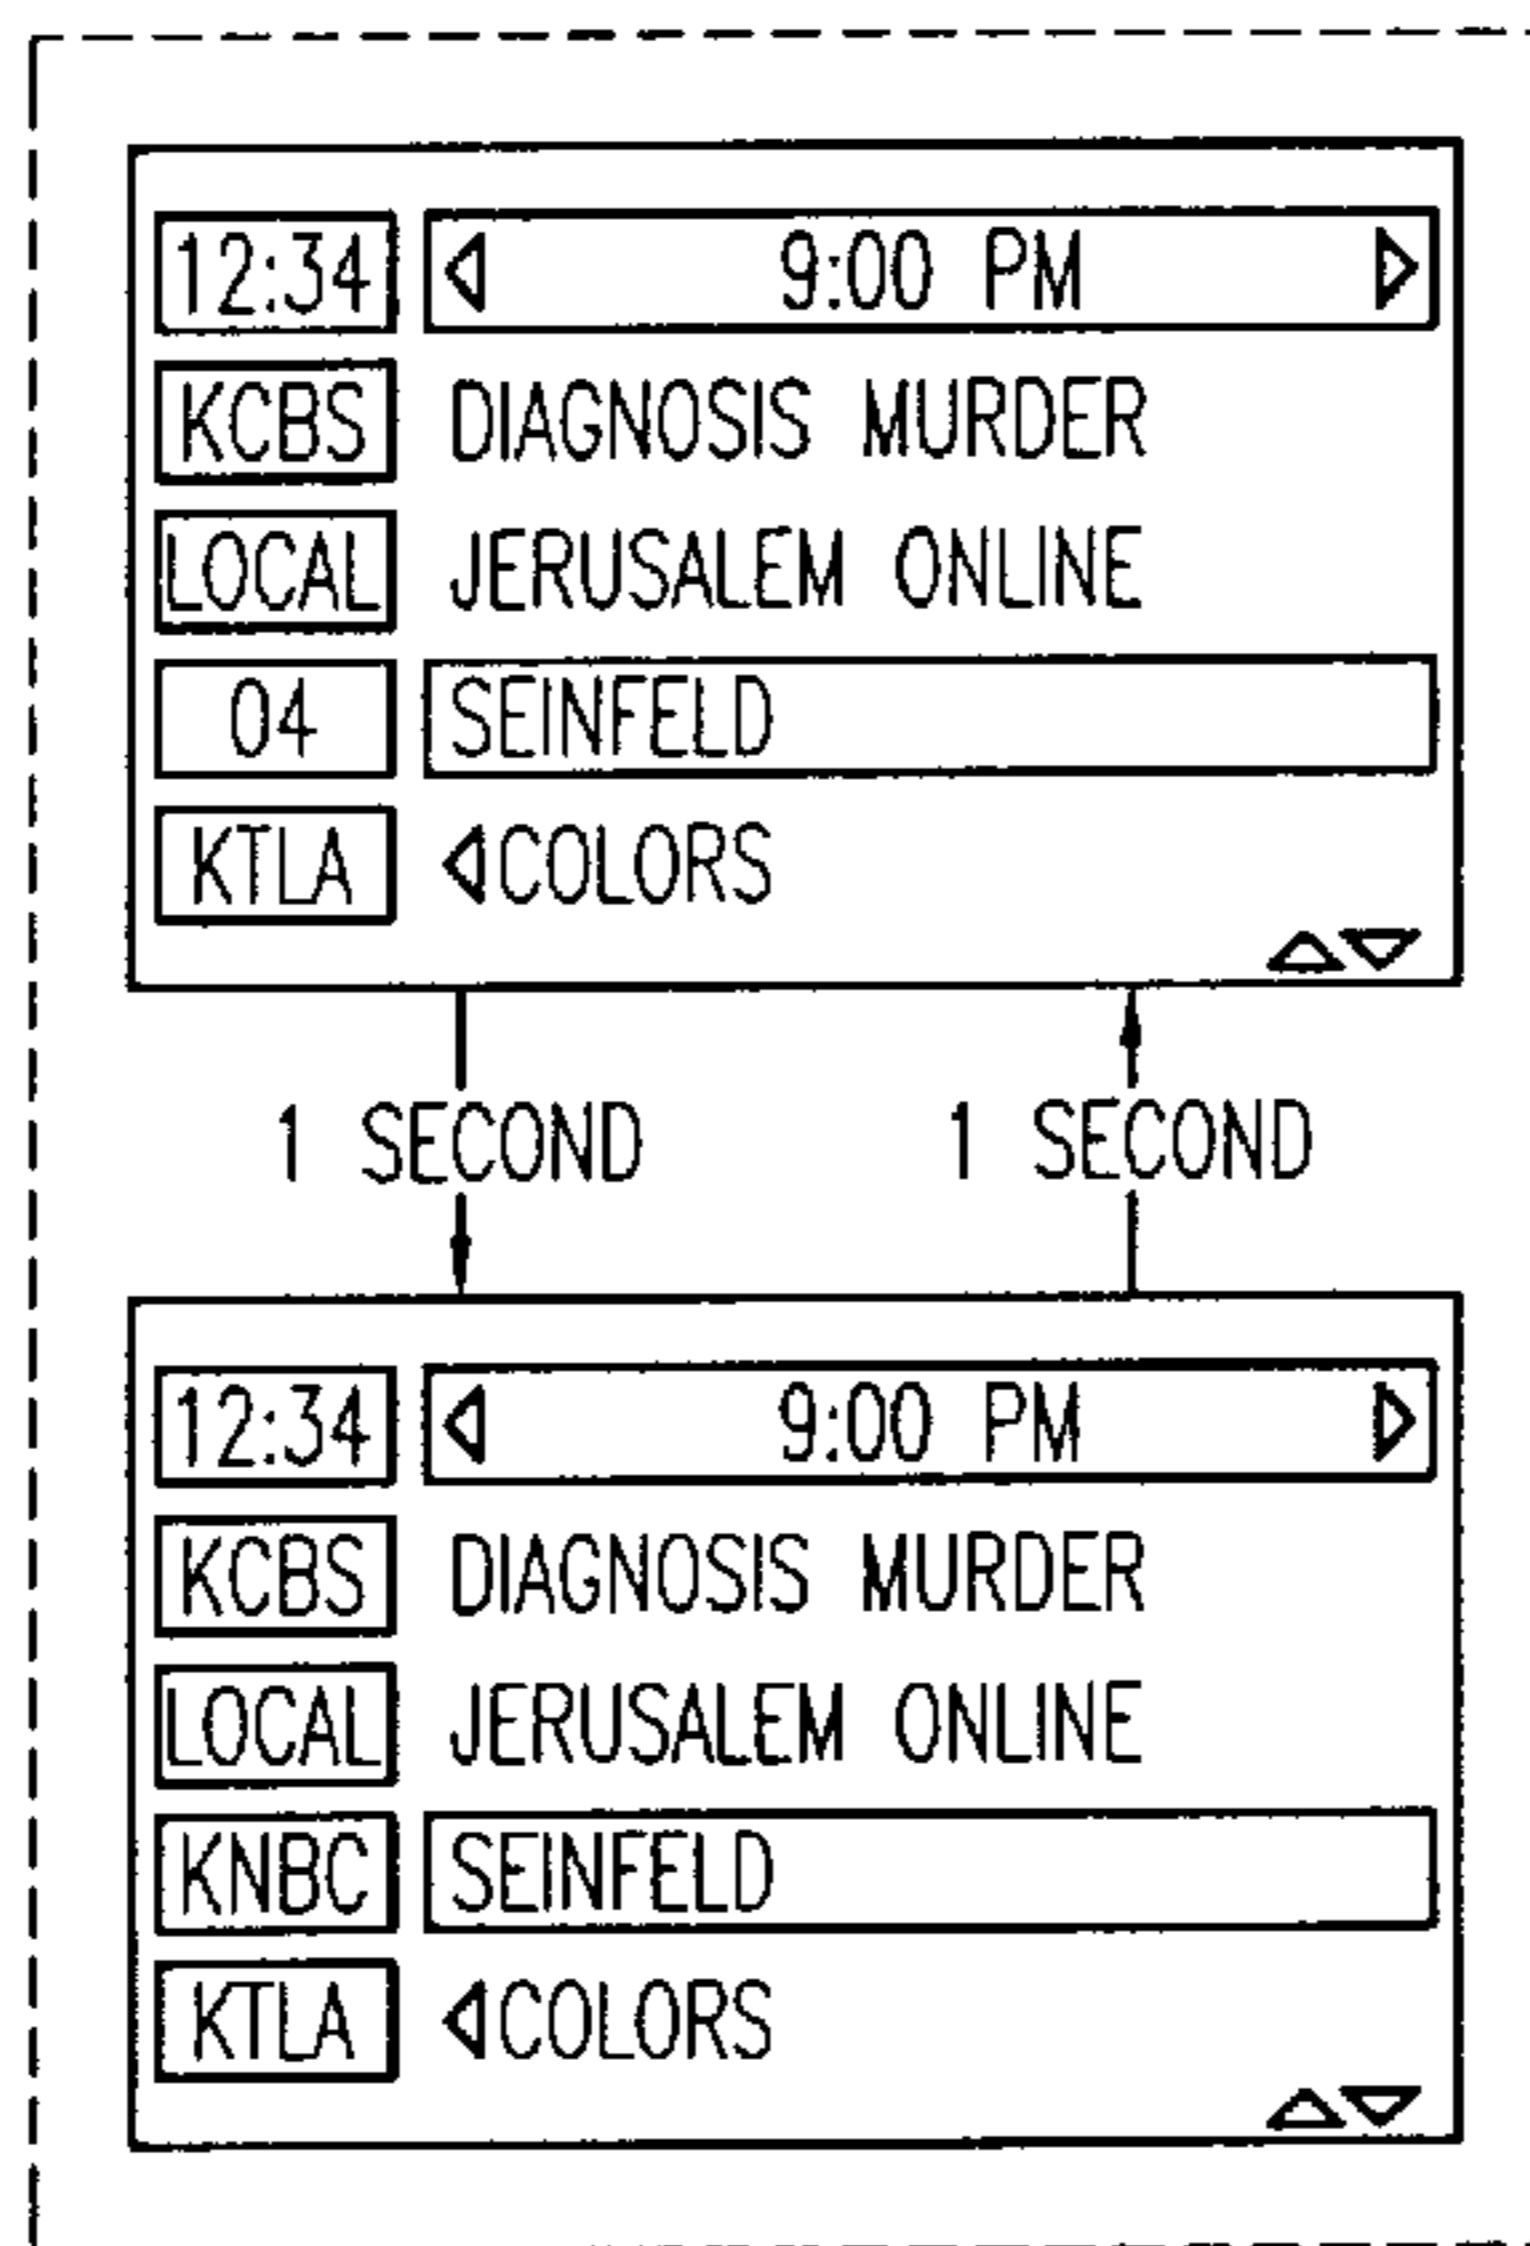 12:34 9:00 PM
KCBS DIAGNOSIS MURDER
LOCAL JERUSALEM ONLINE
04 SEINFELD
KTLA COLORS
1 SECOND 1 SECOND
12:34 9:00 PM
KCBS DIAGNOSIS MURDER
LOCAL JERUSALEM ONLINE
KNBC SEINFELD
KTLA COLORS